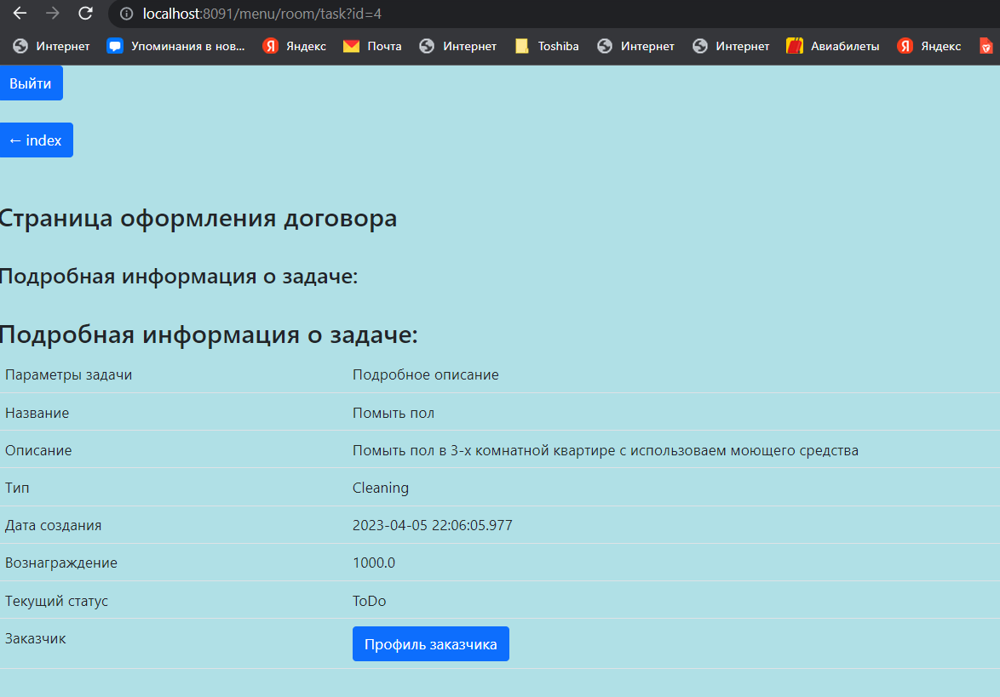 localhost:8091/menu/room/task?id=4
Интернет Упоминания в нов... Яндекс Почта Интернет Toshiba Интернет Интернет Авиабилеты Яндекс
Выйти
← index
Страница оформления договора
Подробная информация о задаче:
Подробная информация о задаче:
Параметры задачи Подробное описание
Название Помыть пол
Описание Помыть пол в 3-х комнатной квартире с использоваем моющего средства
Тип Cleaning
Дата создания 2023-04-05 22:06:05.977
Вознаграждение 1000.0
Текущий статус ToDo
Заказчик Профиль заказчика